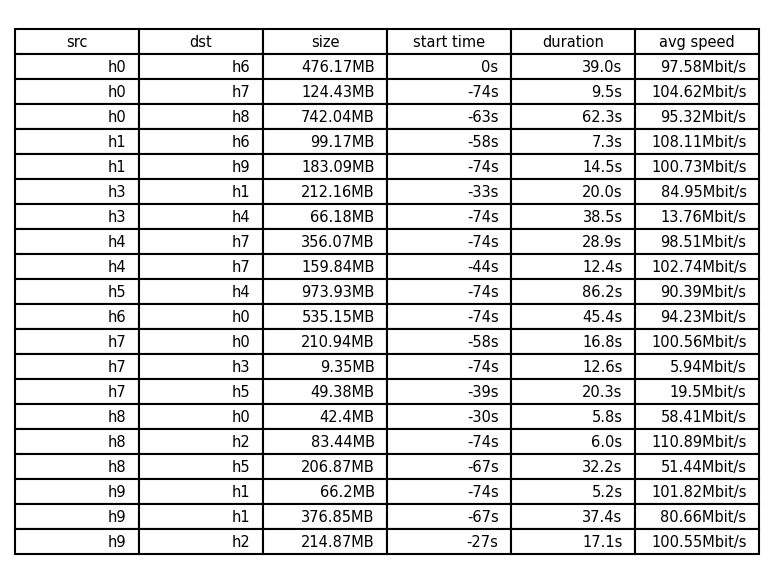 src dst size start time duration avg speed
h0 h6 476.17MB 0s 39.0s 97.58Mbit/s
h0 h7 124.43MB -74s 9.5s 104.62Mbit/s
h0 h8 742.04MB -63s 62.3s 95.32Mbit/s
h1 h6 99.17MB -58s 7.3s 108.11Mbit/s
h1 h9 183.09MB -74s 14.5s 100.73Mbit/s
h3 h1 212.16MB -33s 20.0s 84.95Mbit/s
h3 h4 66.18MB -74s 38.5s 13.76Mbit/s
h4 h7 356.07MB -74s 28.9s 98.51Mbit/s
h4 h7 159.84MB -44s 12.4s 102.74Mbit/s
h5 h4 973.93MB -74s 86.2s 90.39Mbit/s
h6 h0 535.15MB -74s 45.4s 94.23Mbit/s
h7 h0 210.94MB -58s 16.8s 100.56Mbit/s
h7 h3 9.35MB -74s 12.6s 5.94Mbit/s
h7 h5 49.38MB -39s 20.3s 19.5Mbit/s
h8 h0 42.4MB -30s 5.8s 58.41Mbit/s
h8 h2 83.44MB -74s 6.0s 110.89Mbit/s
h8 h5 206.87MB -67s 32.2s 51.44Mbit/s
h9 h1 66.2MB -74s 5.2s 101.82Mbit/s
h9 h1 376.85MB -67s 37.4s 80.66Mbit/s
h9 h2 214.87MB -27s 17.1s 100.55Mbit/s